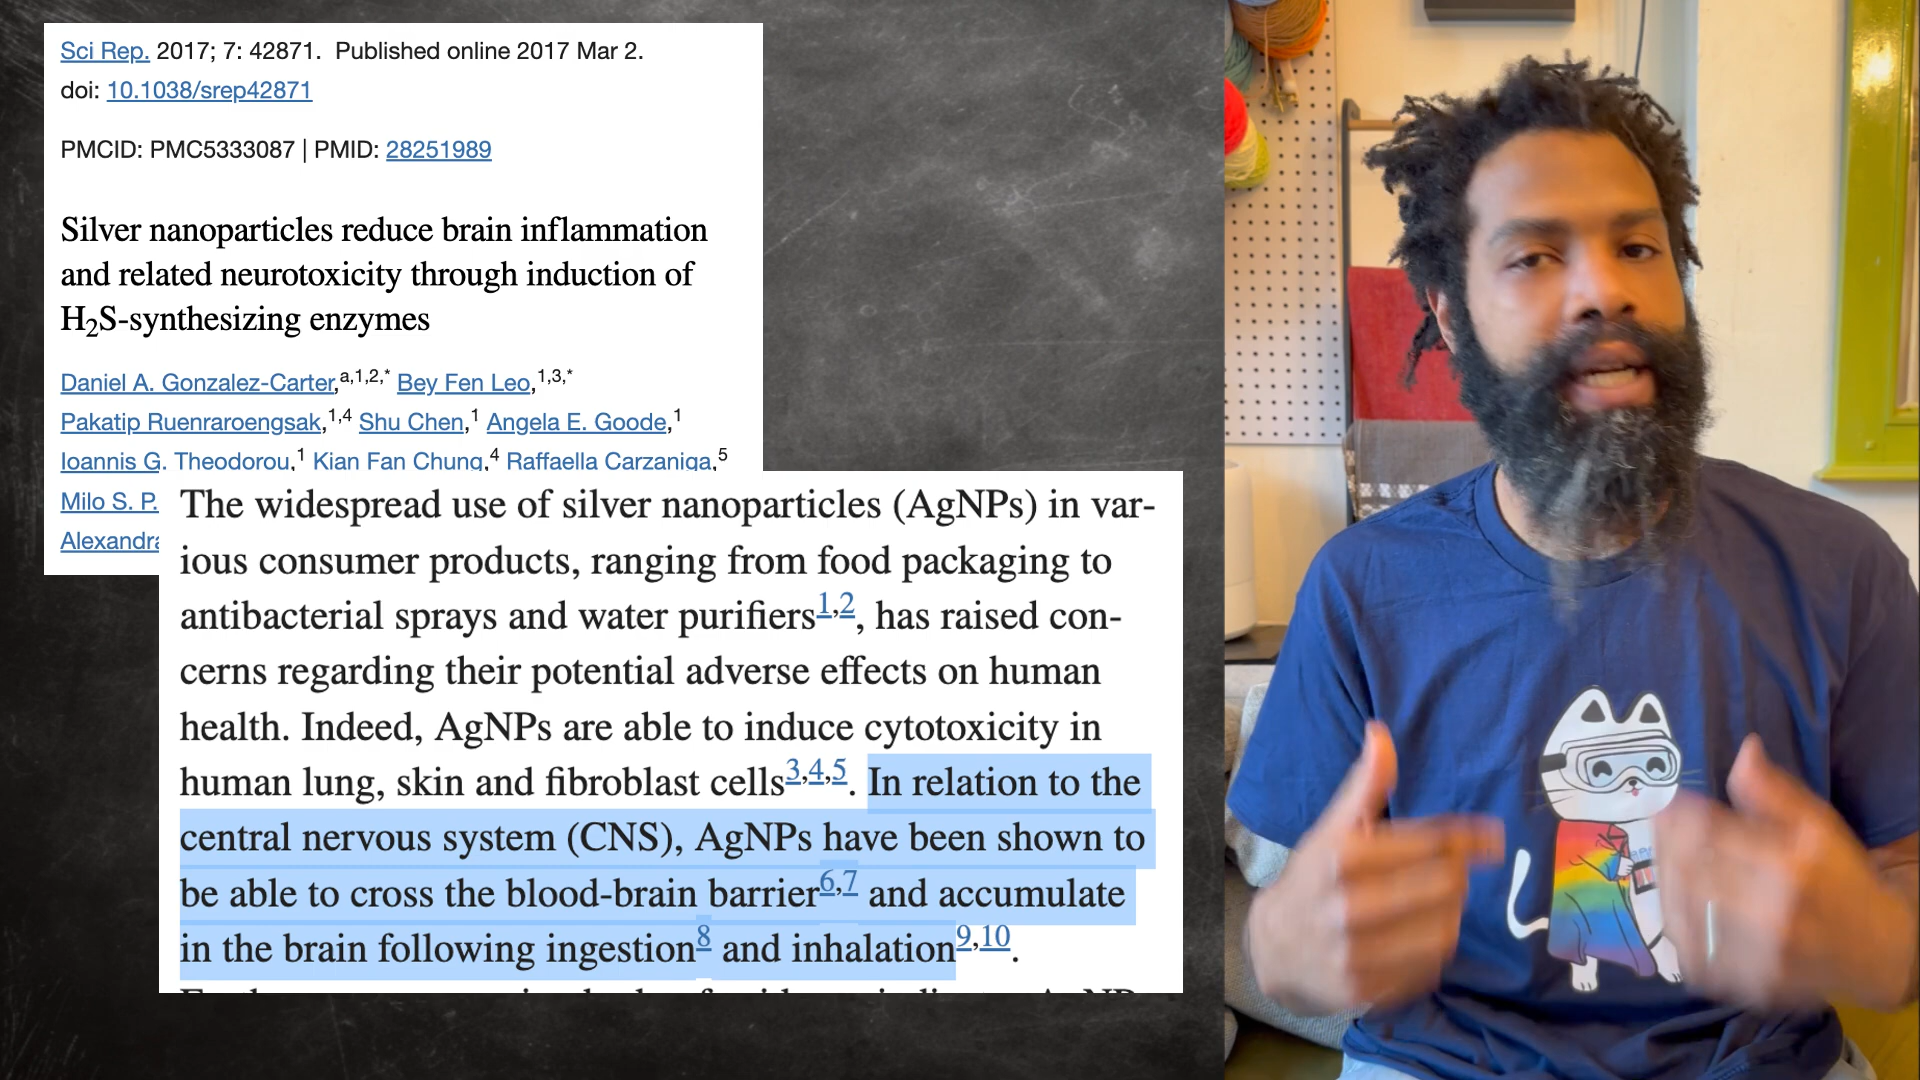 Sci Rep. 2017; 7: 42871. Published online 2017 Mar 2.
doi: 10.1038/srep42871
PMCID: PMC5333087 | PMID: 28251989
Silver nanoparticles reduce brain inflammation
and related neurotoxicity through induction of
H₂S-synthesizing enzymes
Daniel A. Gonzalez-Carter,a,1,2,* Bey Fen Leo,1,3,*
Pakatip Ruenraroengsak,1,4 Shu Chen,1 Angela E. Goode,1
Ioannis G. Theodorou,1 Kian Fan Chung,4 Raffaella Carzaniga,5
Milo S. P.
Alexandra
The widespread use of silver nanoparticles (AgNPs) in var-
ious consumer products, ranging from food packaging to
antibacterial sprays and water purifiers1,2, has raised con-
cerns regarding their potential adverse effects on human
health. Indeed, AgNPs are able to induce cytotoxicity in
human lung, skin and fibroblast cells3,4,5. In relation to the
central nervous system (CNS), AgNPs have been shown to
be able to cross the blood-brain barrier6,7 and accumulate
in the brain following ingestion8 and inhalation9,10.